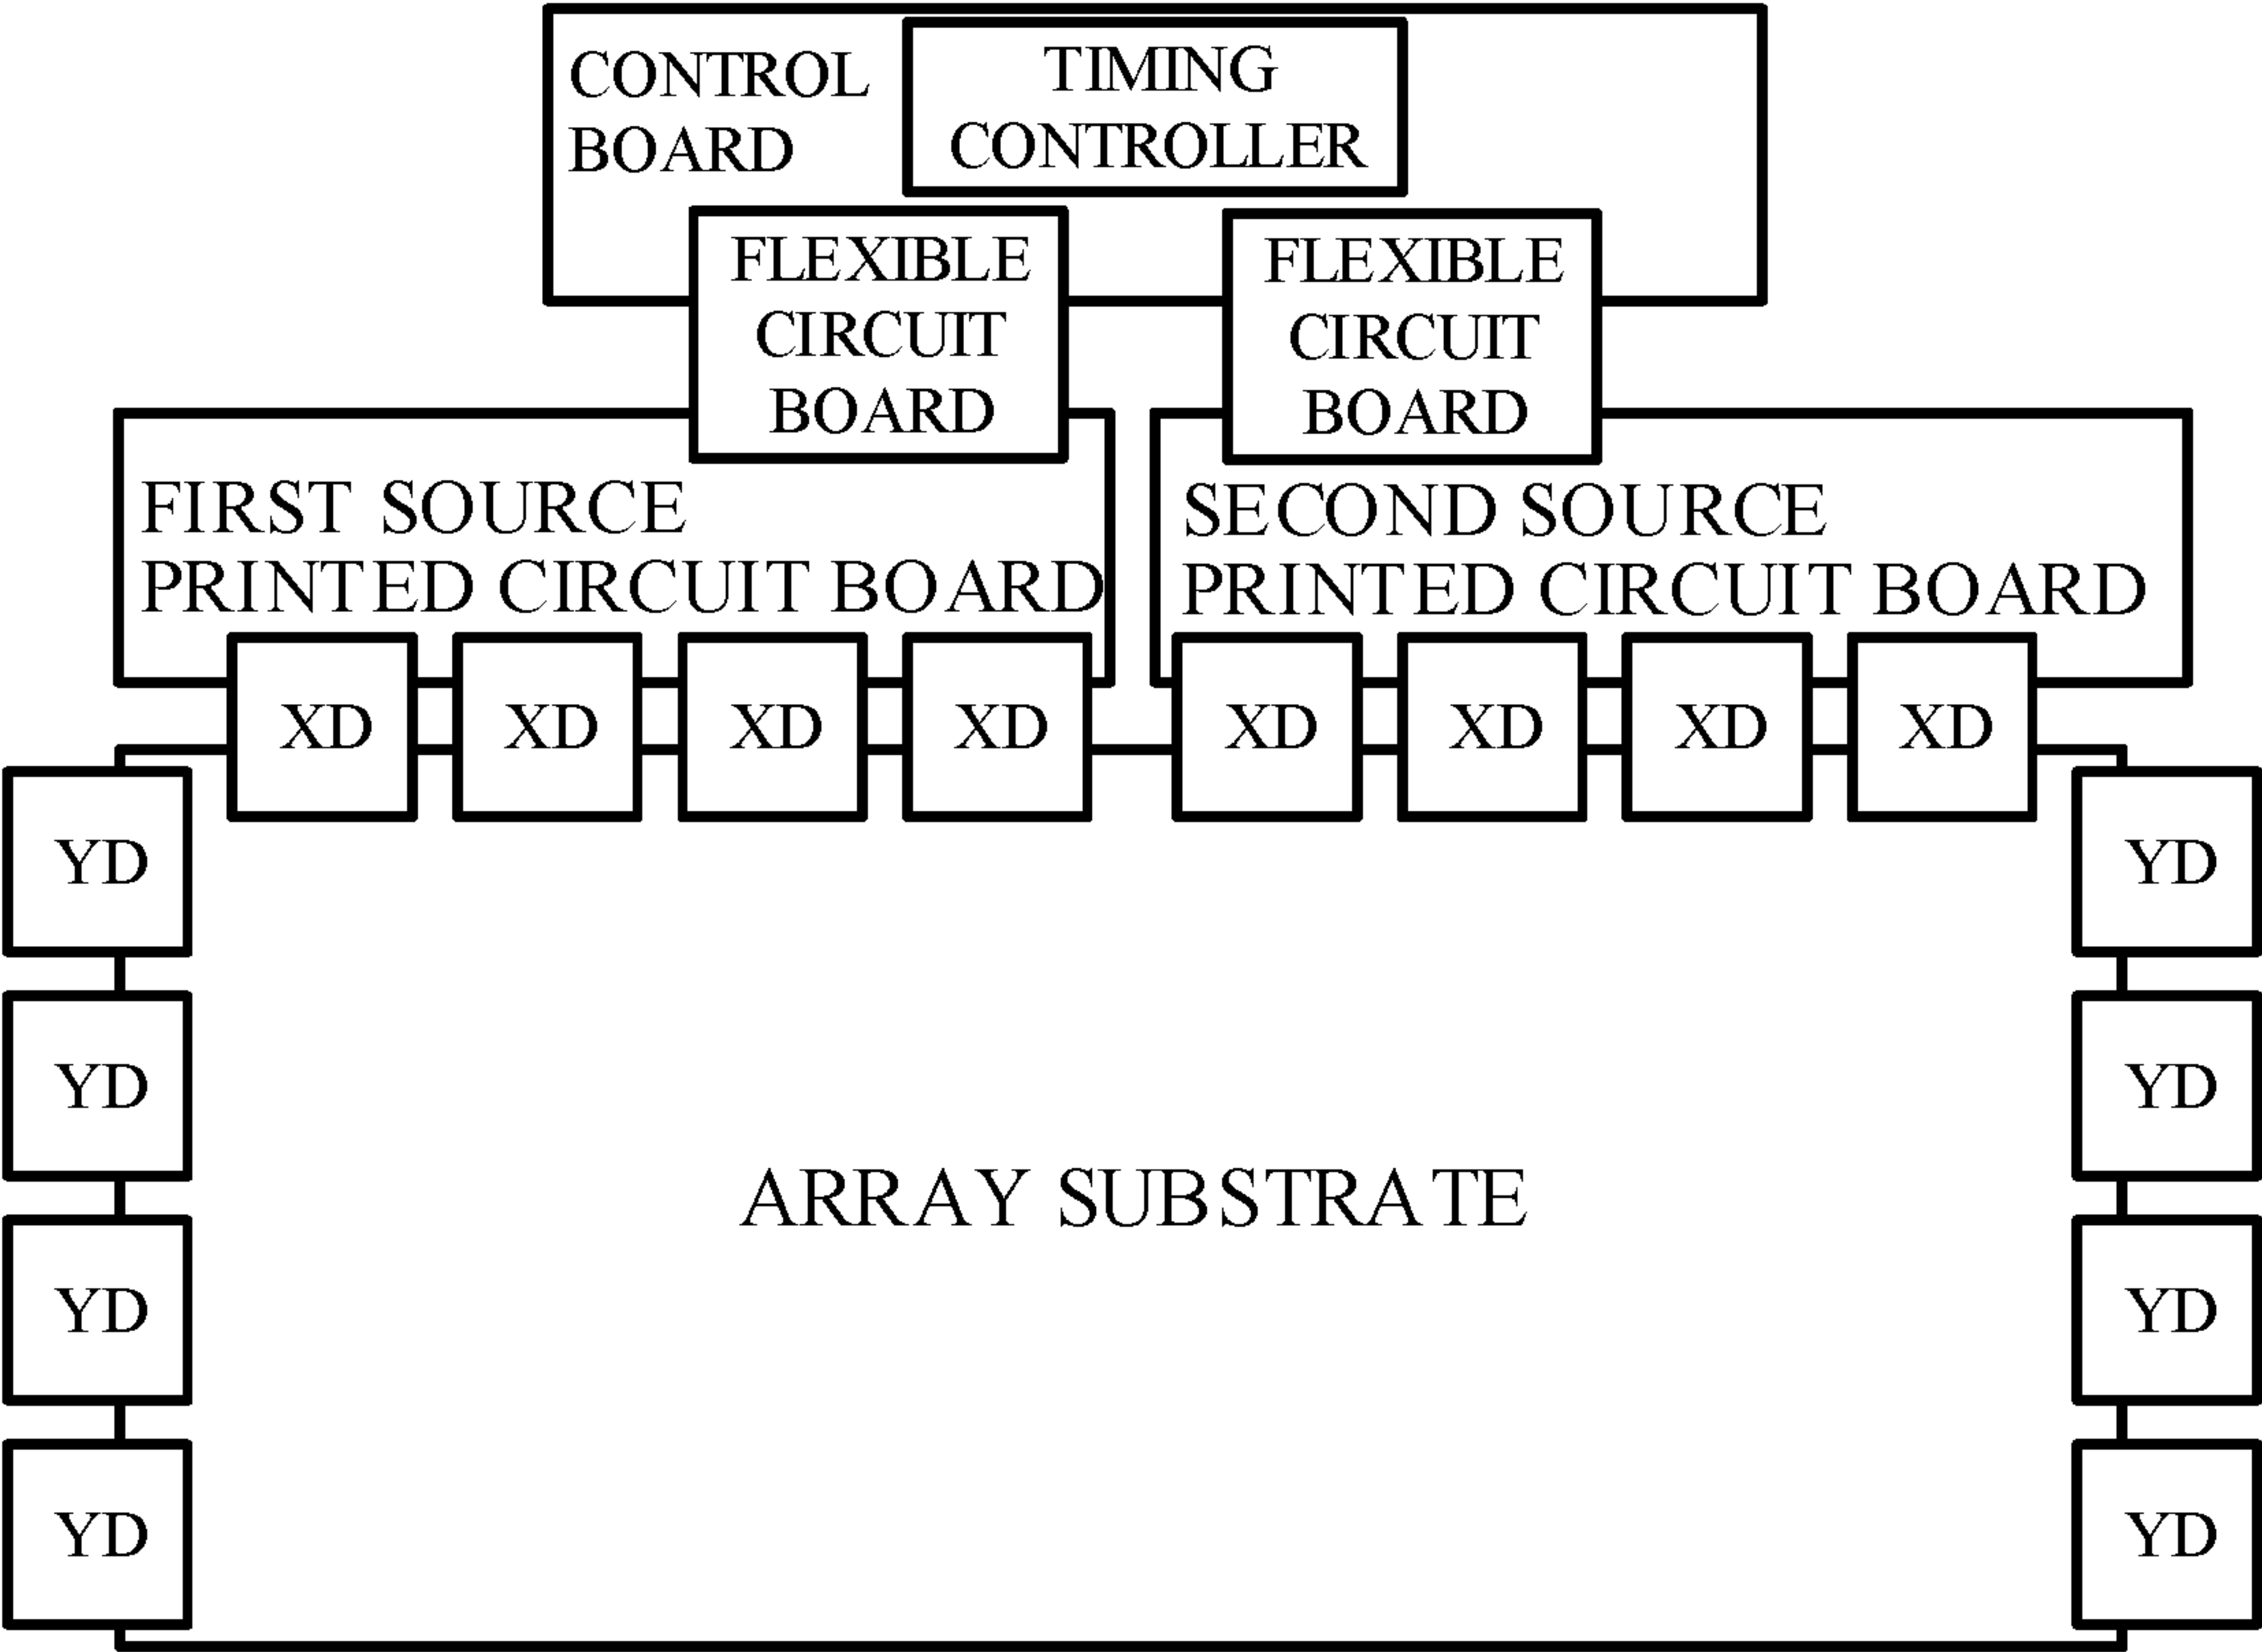 CONTROL
BOARD
TIMING
CONTROLLER
FLEXIBLE
CIRCUIT
BOARD
FLEXIBLE
CIRCUIT
BOARD
FIRST SOURCE
PRINTED CIRCUIT BOARD
SECOND SOURCE
PRINTED CIRCUIT BOARD
XD
XD
XD
XD
XD
XD
XD
XD
YD
YD
YD
YD
ARRAY SUBSTRATE
YD
YD
YD
YD